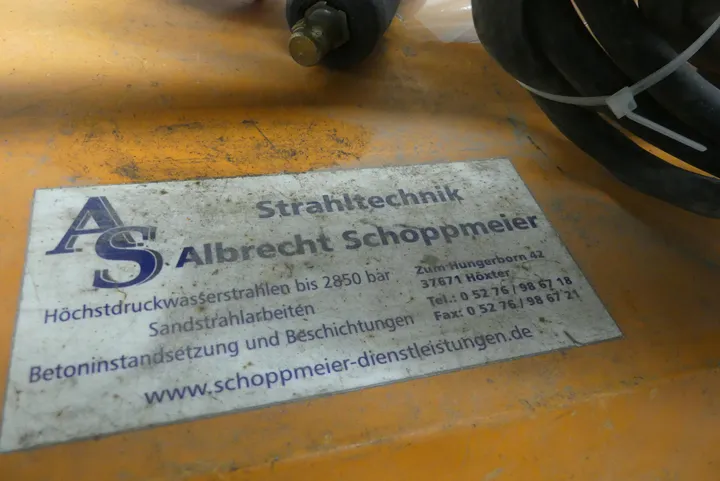 AS
Strahltechnik
Albrecht Schoppmeier
Höchstdruckwasserstrahlen bis 2850 bar
Sandstrahlarbeiten
Betoninstandsetzung und Beschichtungen
Zum Hungerborn 42
37671 Höxter
Tel.: 0 52 76 / 98 67 18
Fax: 0 52 76 / 98 67 21
www.schoppmeier-dienstleistungen.de